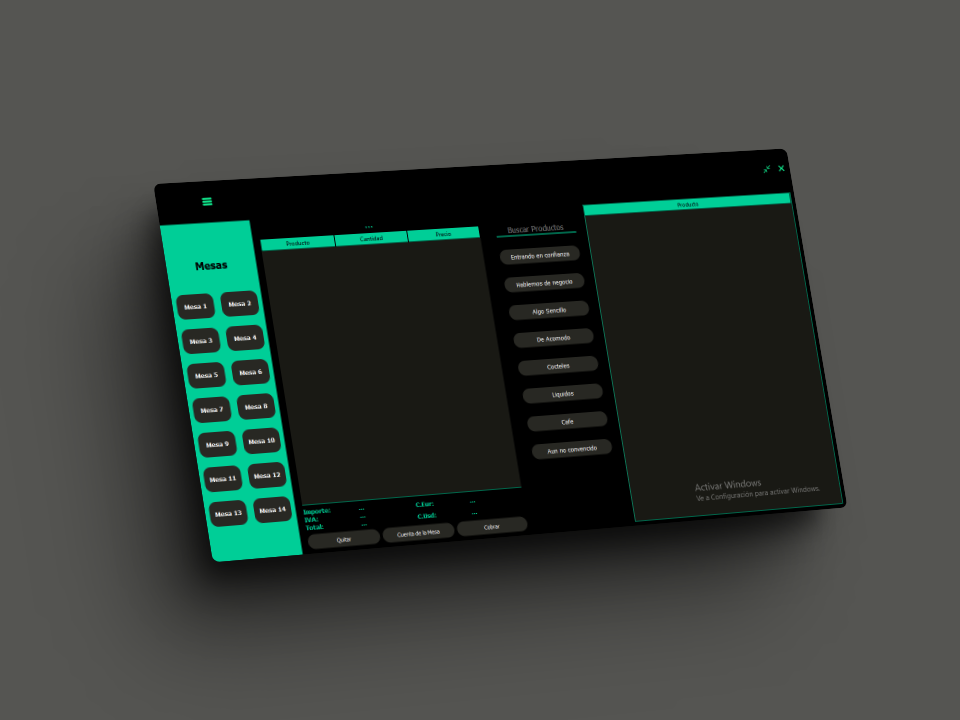 Mesas
Mesa 1 Mesa 2
Mesa 3 Mesa 4
Mesa 5 Mesa 6
Mesa 7 Mesa 8
Mesa 9 Mesa 10
Mesa 11 Mesa 12
Mesa 13 Mesa 14
...
Producto Cantidad Precio
Importe: ... C.Eur: ...
IVA: ... C.Usd: ...
Total: ...
Quitar Cuenta de la Mesa Cobrar
Buscar Productos
Entrando en confianza
Hablemos de negocio
Algo Sencillo
De Acomodo
Cocteles
Liquidos
Cafe
Aun no convencido
Producto
Activar Windows
Ve a Configuración para activar Windows.